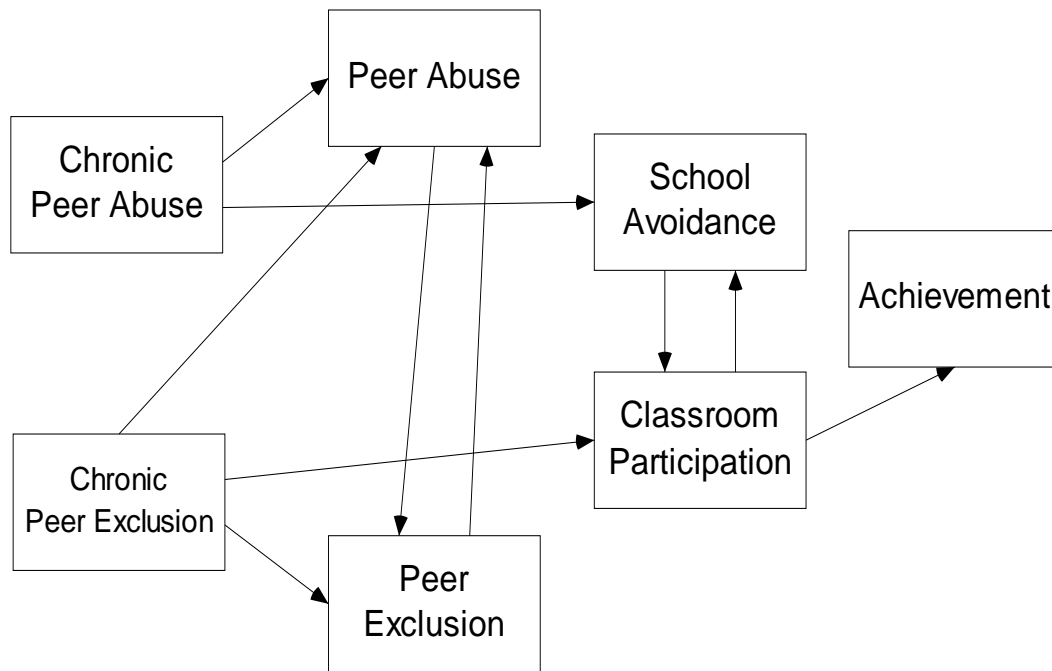 Peer Abuse
Chronic
Peer Abuse
School
Avoidance
Achievement
Classroom
Participation
Chronic
Peer Exclusion
Peer
Exclusion